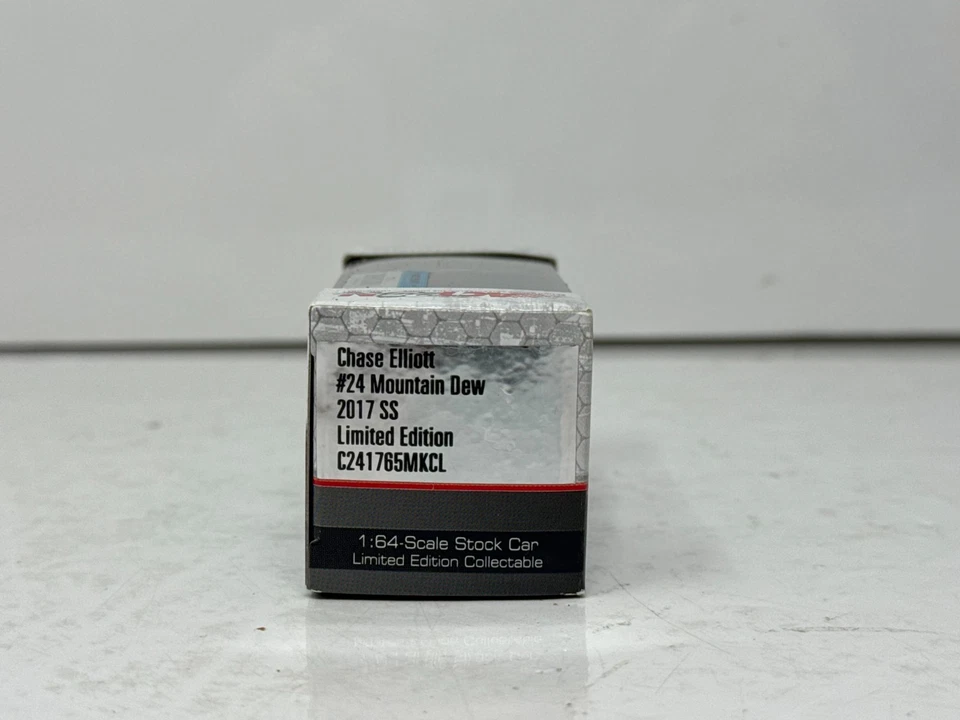 Chase Elliott
#24 Mountain Dew
2017 SS
Limited Edition
C241765MKCL
1:64-Scale Stock Car
Limited Edition Collectable